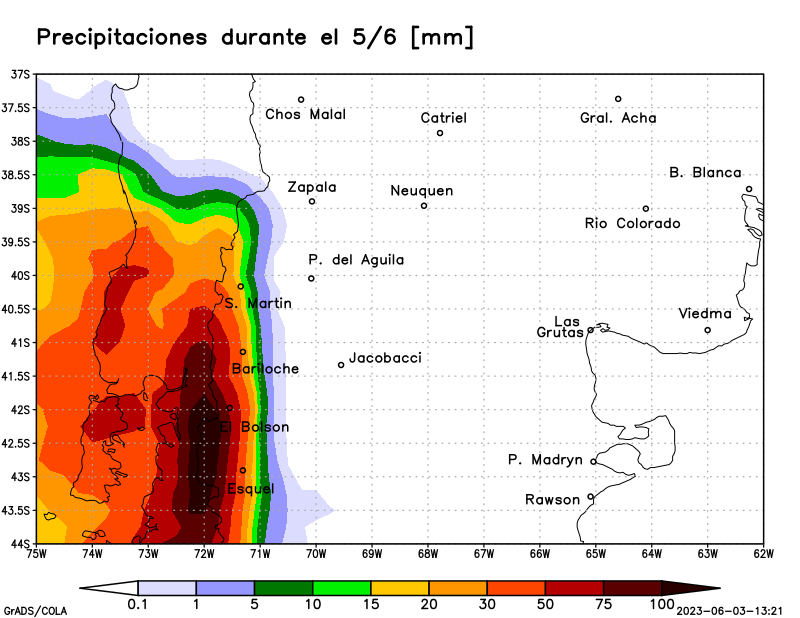 Precipitaciones durante el 5/6 [mm]
37S
37.5S
38S
38.5S
39S
39.5S
40S
40.5S
41S
41.5S
42S
42.5S
43S
43.5S
44S
Chos Malal
Catriel
Gral. Acha
B. Blanca
Zapala
Neuquen
Rio Colorado
P. del Aguila
S. Martin
Las
Grutas
Viedma
Bariloche
Jacobacci
El Bolson
P. Madryn
Esquel
Rawson
75W 74W 73W 72W 71W 70W 69W 68W 67W 66W 65W 64W 63W 62W
0.1 1 5 10 15 20 30 50 75 100
GrADS/COLA
2023-06-03-13:21